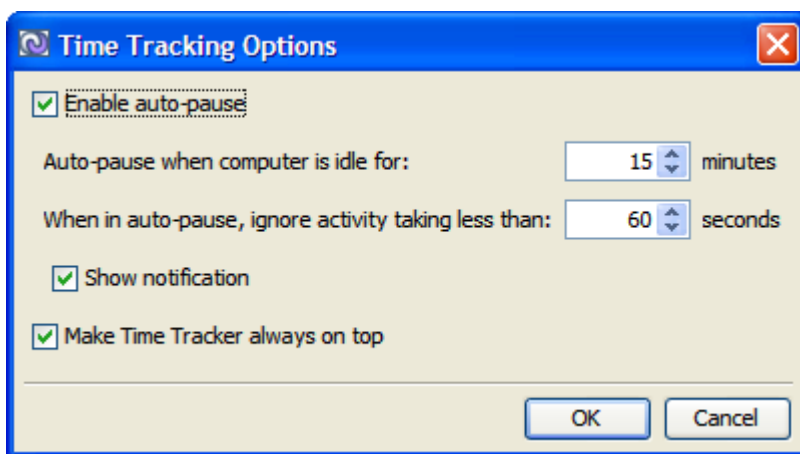 Time Tracking Options
Enable auto-pause
Auto-pause when computer is idle for: 15 minutes
When in auto-pause, ignore activity taking less than: 60 seconds
Show notification
Make Time Tracker always on top
OK Cancel